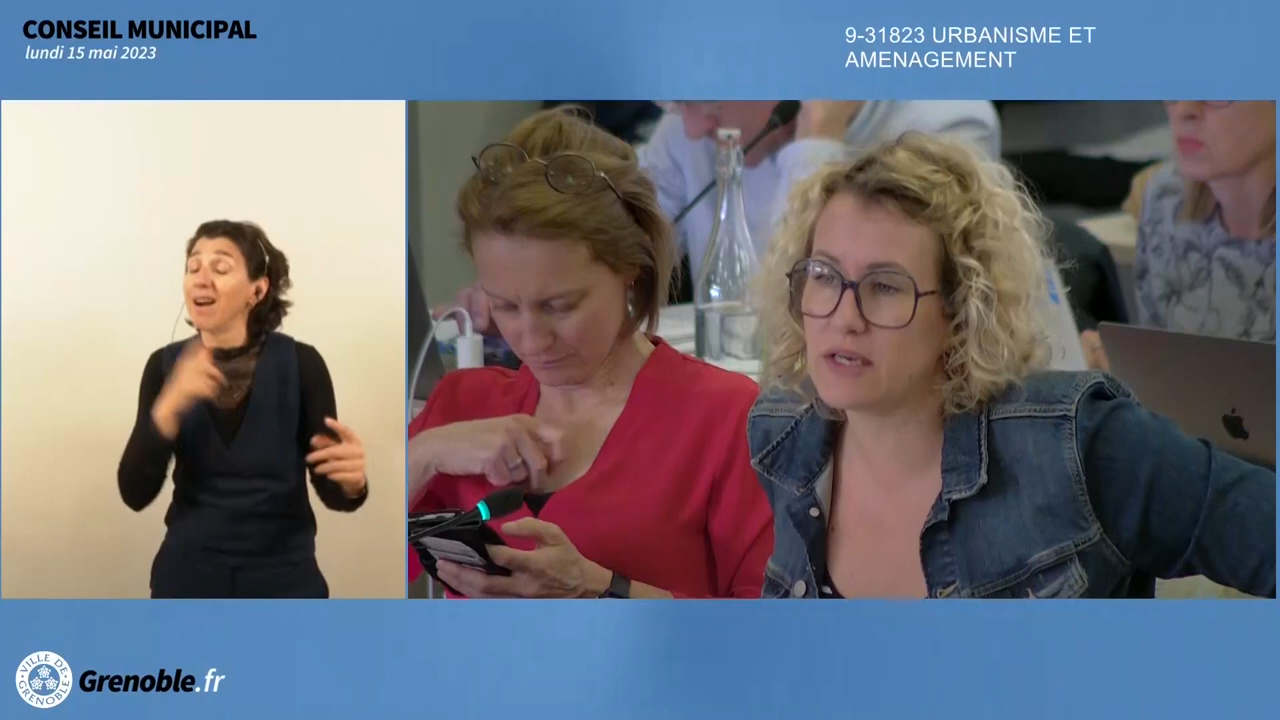 CONSEIL MUNICIPAL
lundi 15 mai 2023
9-31823 URBANISME ET
AMENAGEMENT
VILLE DE
GRENOBLE
Grenoble.fr